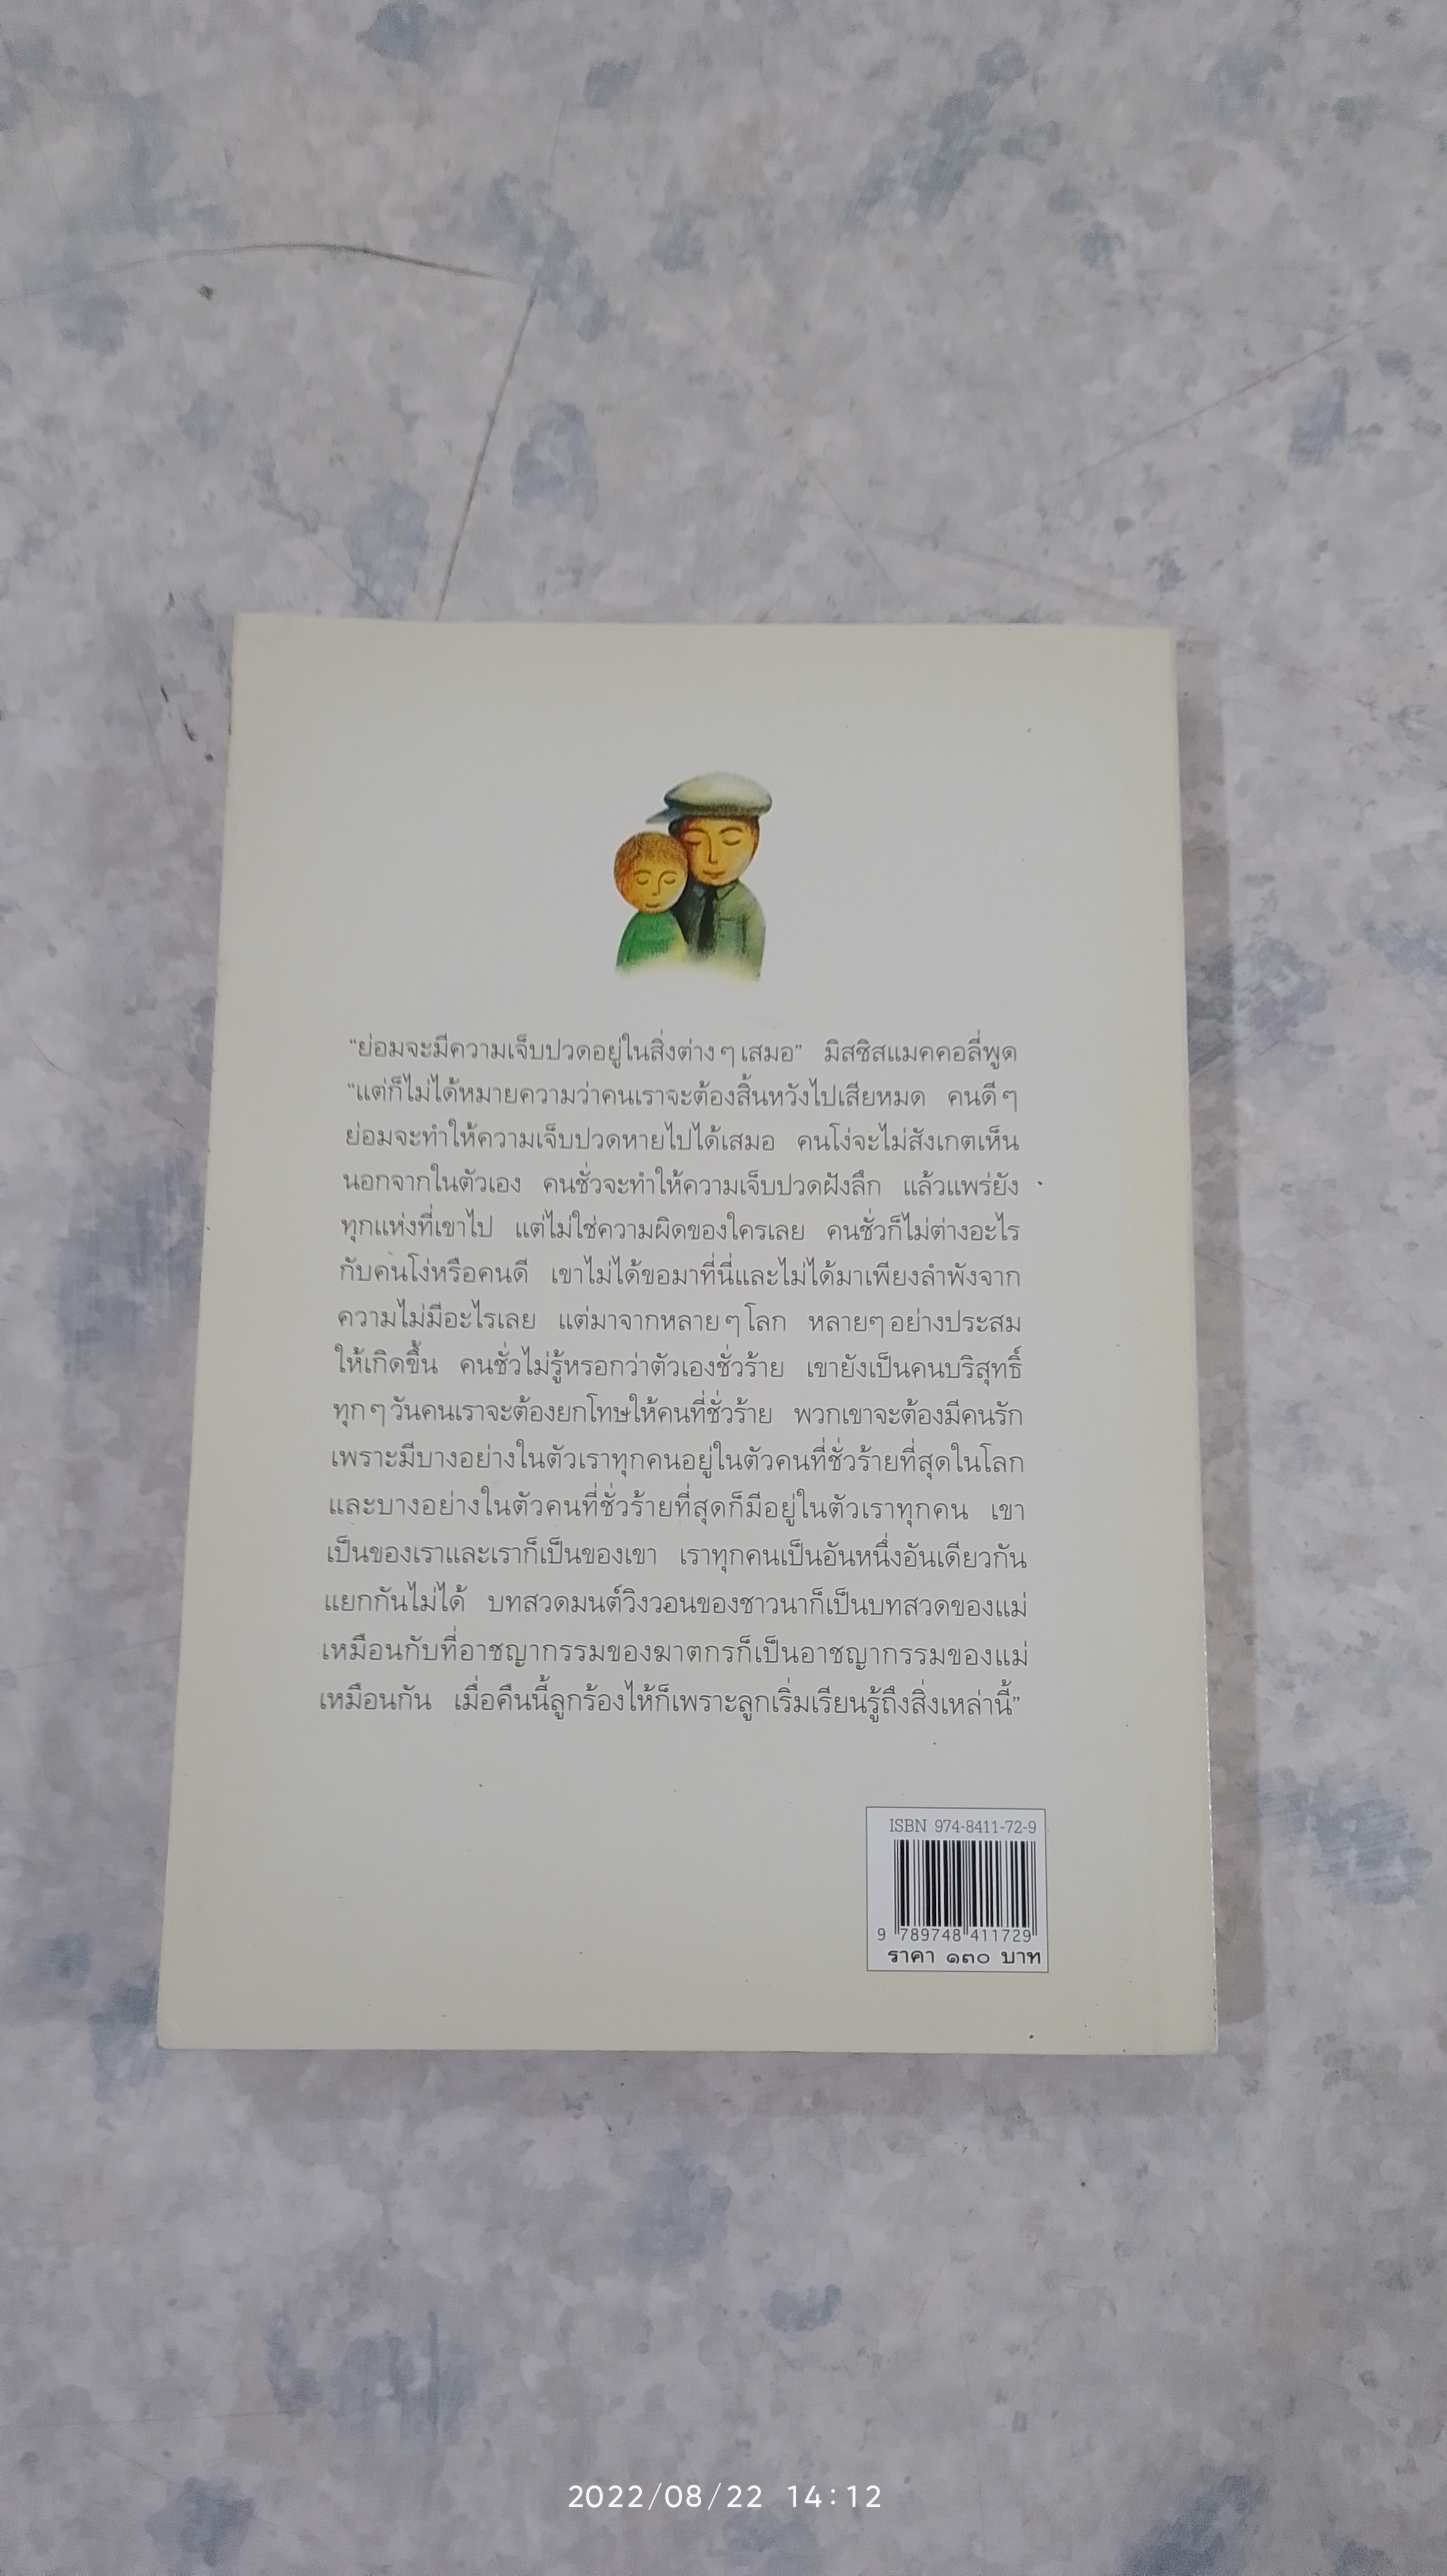 “ย่อมจะมีความเจ็บปวดอยู่ในสิ่งต่าง ๆ เสมอ” มิสซิสแมคคอลี่พูด
“แต่ก็ไม่ได้หมายความว่าคนเราจะต้องสิ้นหวังไปเสียหมด คนดี ๆ
ย่อมจะทำให้ความเจ็บปวดหายไปได้เสมอ คนโง่จะไม่สังเกตเห็น
นอกจากในตัวเอง คนชั่วจะทำให้ความเจ็บปวดฝังลึก แล้วแพร่ยัง
ทุกแห่งที่เขาไป แต่ไม่ใช่ความผิดของใครเลย คนชั่วก็ไม่ต่างอะไร
กับคนโง่หรือคนดี เขาไม่ได้ขอมาที่นี่และไม่ได้มาเพียงลำพังจาก
ความไม่มีอะไรเลย แต่มาจากหลาย ๆ โลก หลายๆ อย่างประสม
ให้เกิดขึ้น คนชั่วไม่รู้หรอกว่าตัวเองชั่วร้าย เขายังเป็นคนบริสุทธิ์
ทุก ๆ วันคนเราจะต้องยกโทษให้คนที่ชั่วร้าย พวกเขาจะต้องมีคนรัก
เพราะมีบางอย่างในตัวเราทุกคนอยู่ในตัวคนที่ชั่วร้ายที่สุดในโลก
และบางอย่างในตัวคนที่ชั่วร้ายที่สุดก็มีอยู่ในตัวเราทุกคน เขา
เป็นของเราและเราก็เป็นของเขา เราทุกคนเป็นอันหนึ่งอันเดียวกัน
แยกกันไม่ได้ บทสวดมนต์วิงวอนของชาวนาก็เป็นบทสวดของแม่
เหมือนกับที่อาชญากรรมของฆาตกรก็เป็นอาชญากรรมของแม่
เหมือนกัน เมื่อคืนนี้ลูกร้องไห้ก็เพราะลูกเริ่มเรียนรู้ถึงสิ่งเหล่านี้”
ISBN 974-8411-72-9
9 789748 411729
ราคา ๑๓๐ บาท
2022/08/22 14:12